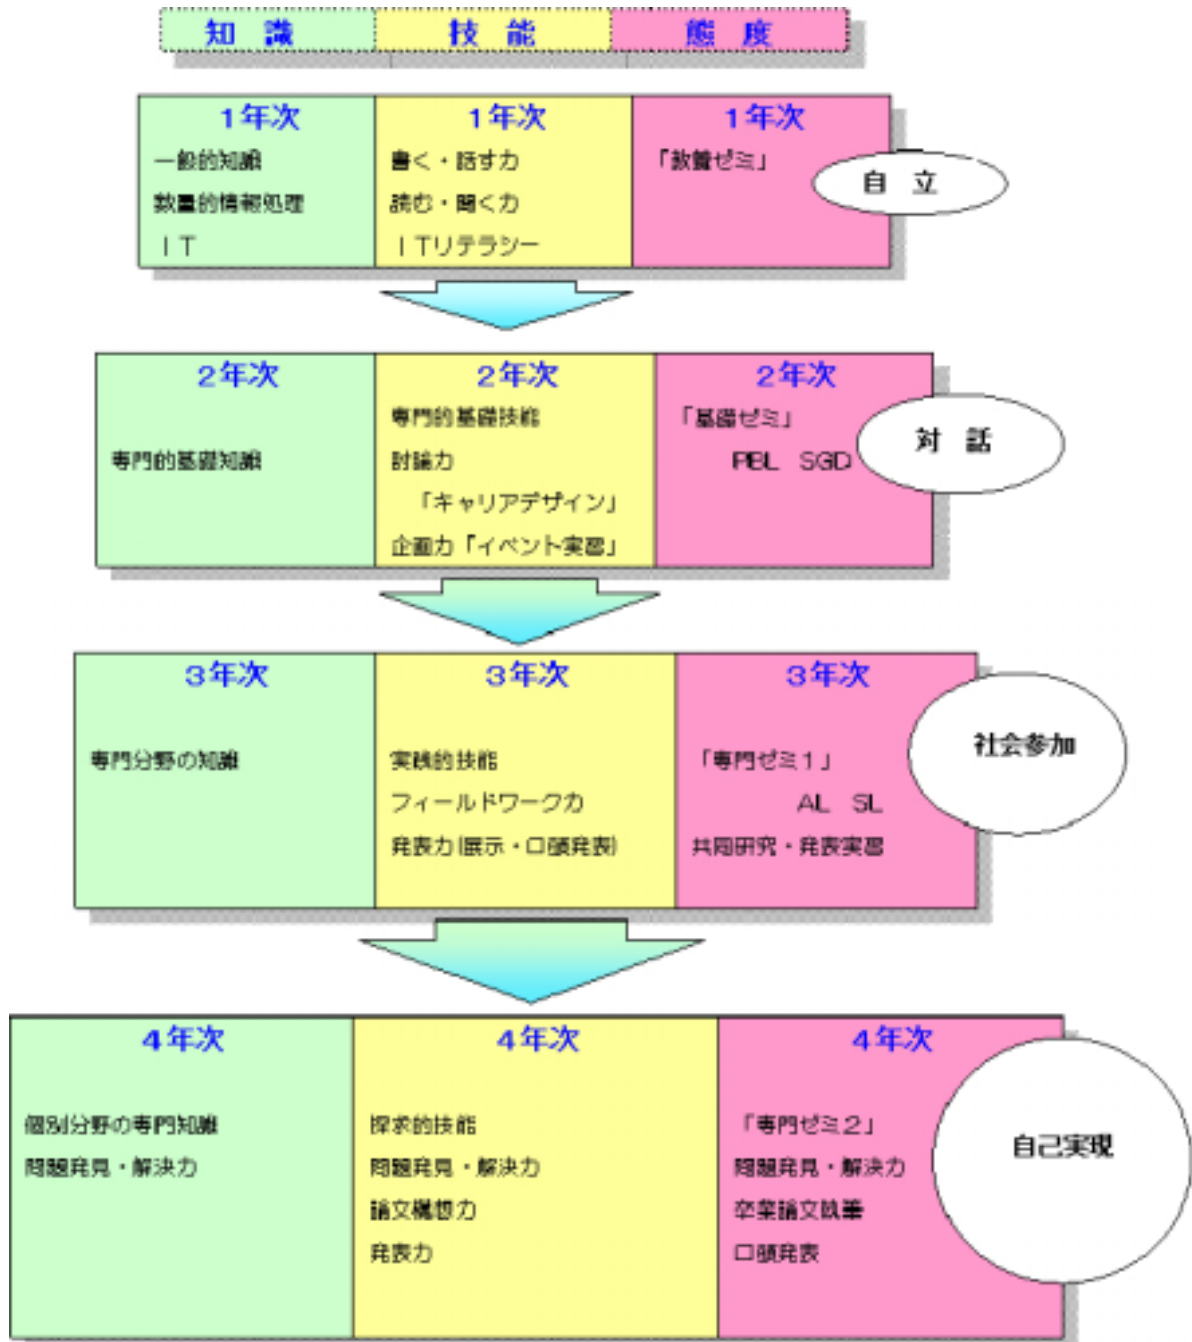 知　識　技　能　態　度
1年次
一般的知識
数量的情報処理
IT
1年次
書く・話す力
読む・聞く力
ITリテラシー
1年次
「教養ゼミ」
自　立
2年次
専門的基礎知識
2年次
専門的基礎技能
討論力
「キャリアデザイン」
企画力「イベント実習」
2年次
「基礎ゼミ」
PBL　SGD
対　話
3年次
専門分野の知識
3年次
実践的技能
フィールドワーク力
発表力(展示・口頭発表)
3年次
「専門ゼミ1」
AL　SL
共同研究・発表実習
社会参加
4年次
個別分野の専門知識
問題発見・解決力
4年次
探求的技能
問題発見・解決力
論文構想力
発表力
4年次
「専門ゼミ2」
問題発見・解決力
卒業論文執筆
口頭発表
自己実現